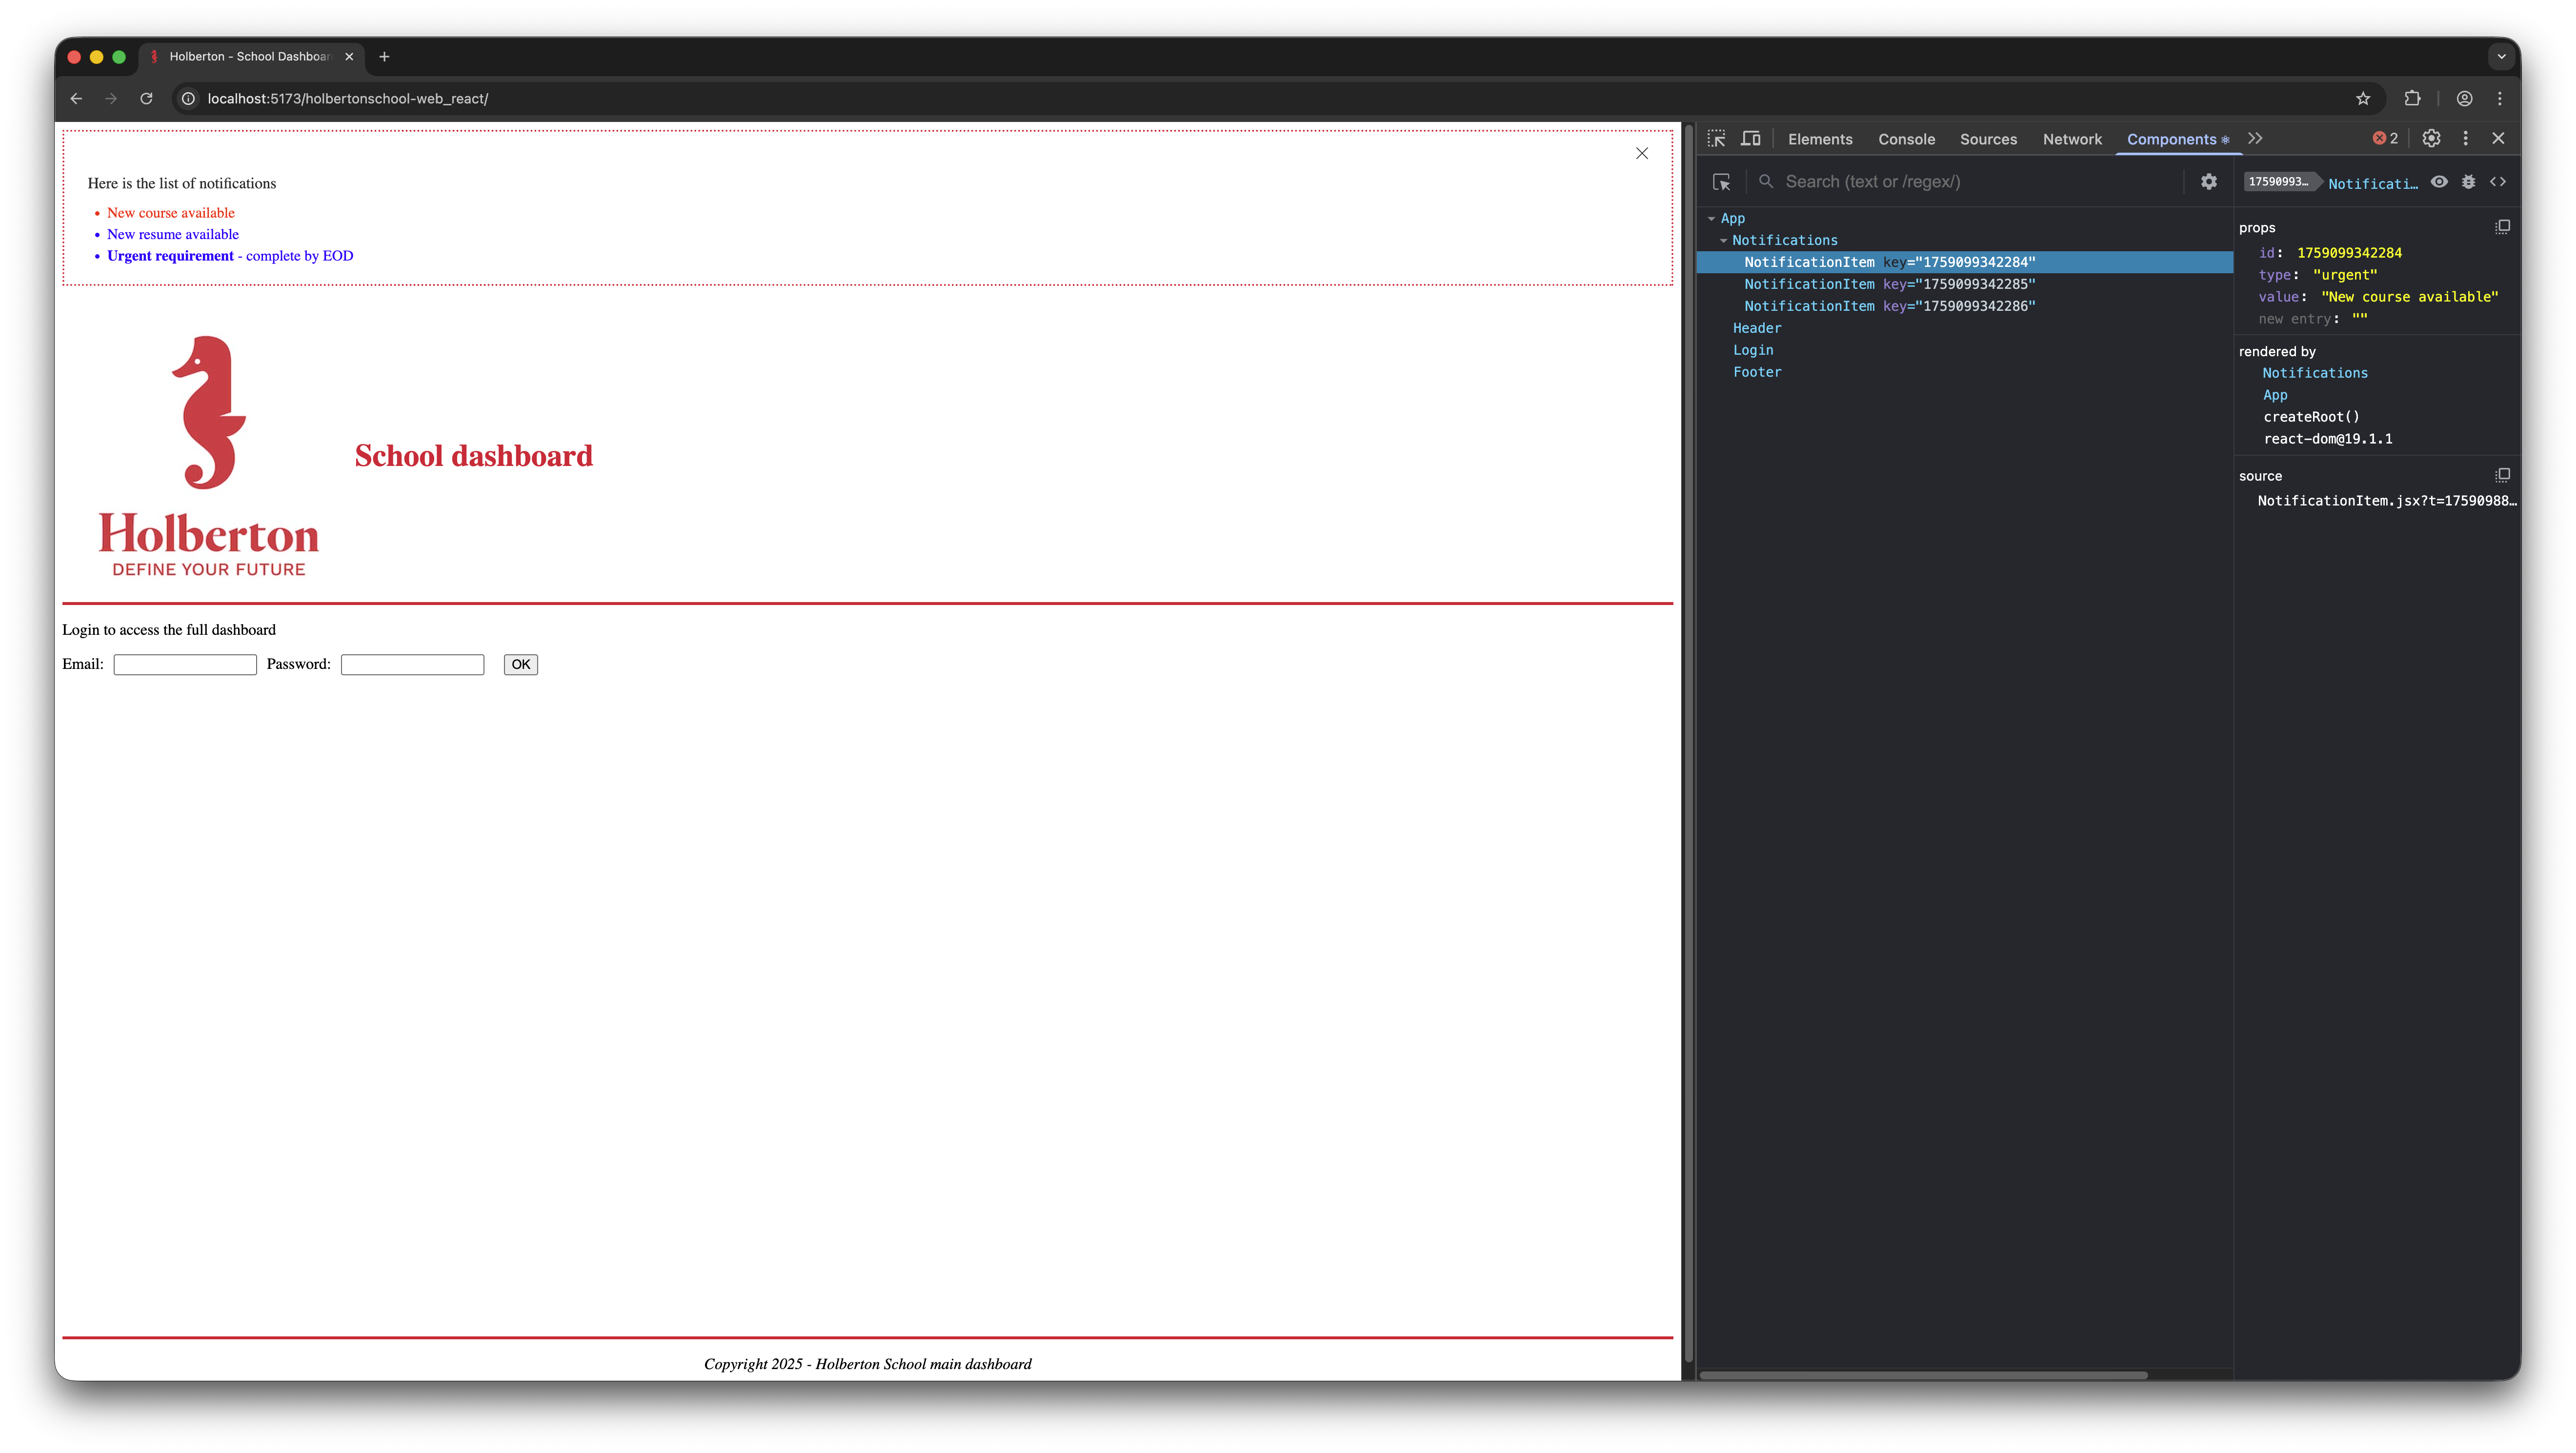 Holberton - School Dashboar
localhost:5173/holbertonschool-web_react/
Here is the list of notifications
New course available
New resume available
Urgent requirement - complete by EOD
Holberton
DEFINE YOUR FUTURE
School dashboard
Login to access the full dashboard
Email:
Password:
OK
Copyright 2025 - Holberton School main dashboard
Elements
Console
Sources
Network
Components
2
Search (text or /regex/)
App
Notifications
NotificationItem key="1759099342284"
NotificationItem key="1759099342285"
NotificationItem key="1759099342286"
Header
Login
Footer
17590993…
Notificati…
props
id: 1759099342284
type: "urgent"
value: "New course available"
new entry: ""
rendered by
Notifications
App
createRoot()
react-dom@19.1.1
source
NotificationItem.jsx?t=17590988…